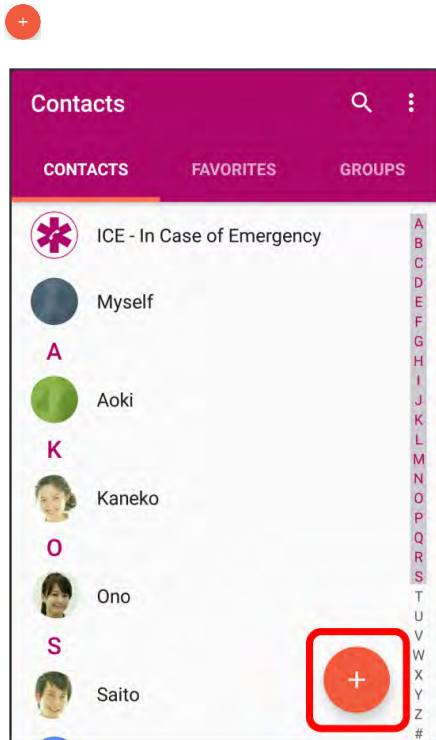 +
Contacts
CONTACTS FAVORITES GROUPS
ICE - In Case of Emergency
Myself
A
Aoki
K
Kaneko
O
Ono
S
Saito
+
A
B
C
D
E
F
G
H
I
J
K
L
M
N
O
P
Q
R
S
T
U
V
W
X
Y
Z
#